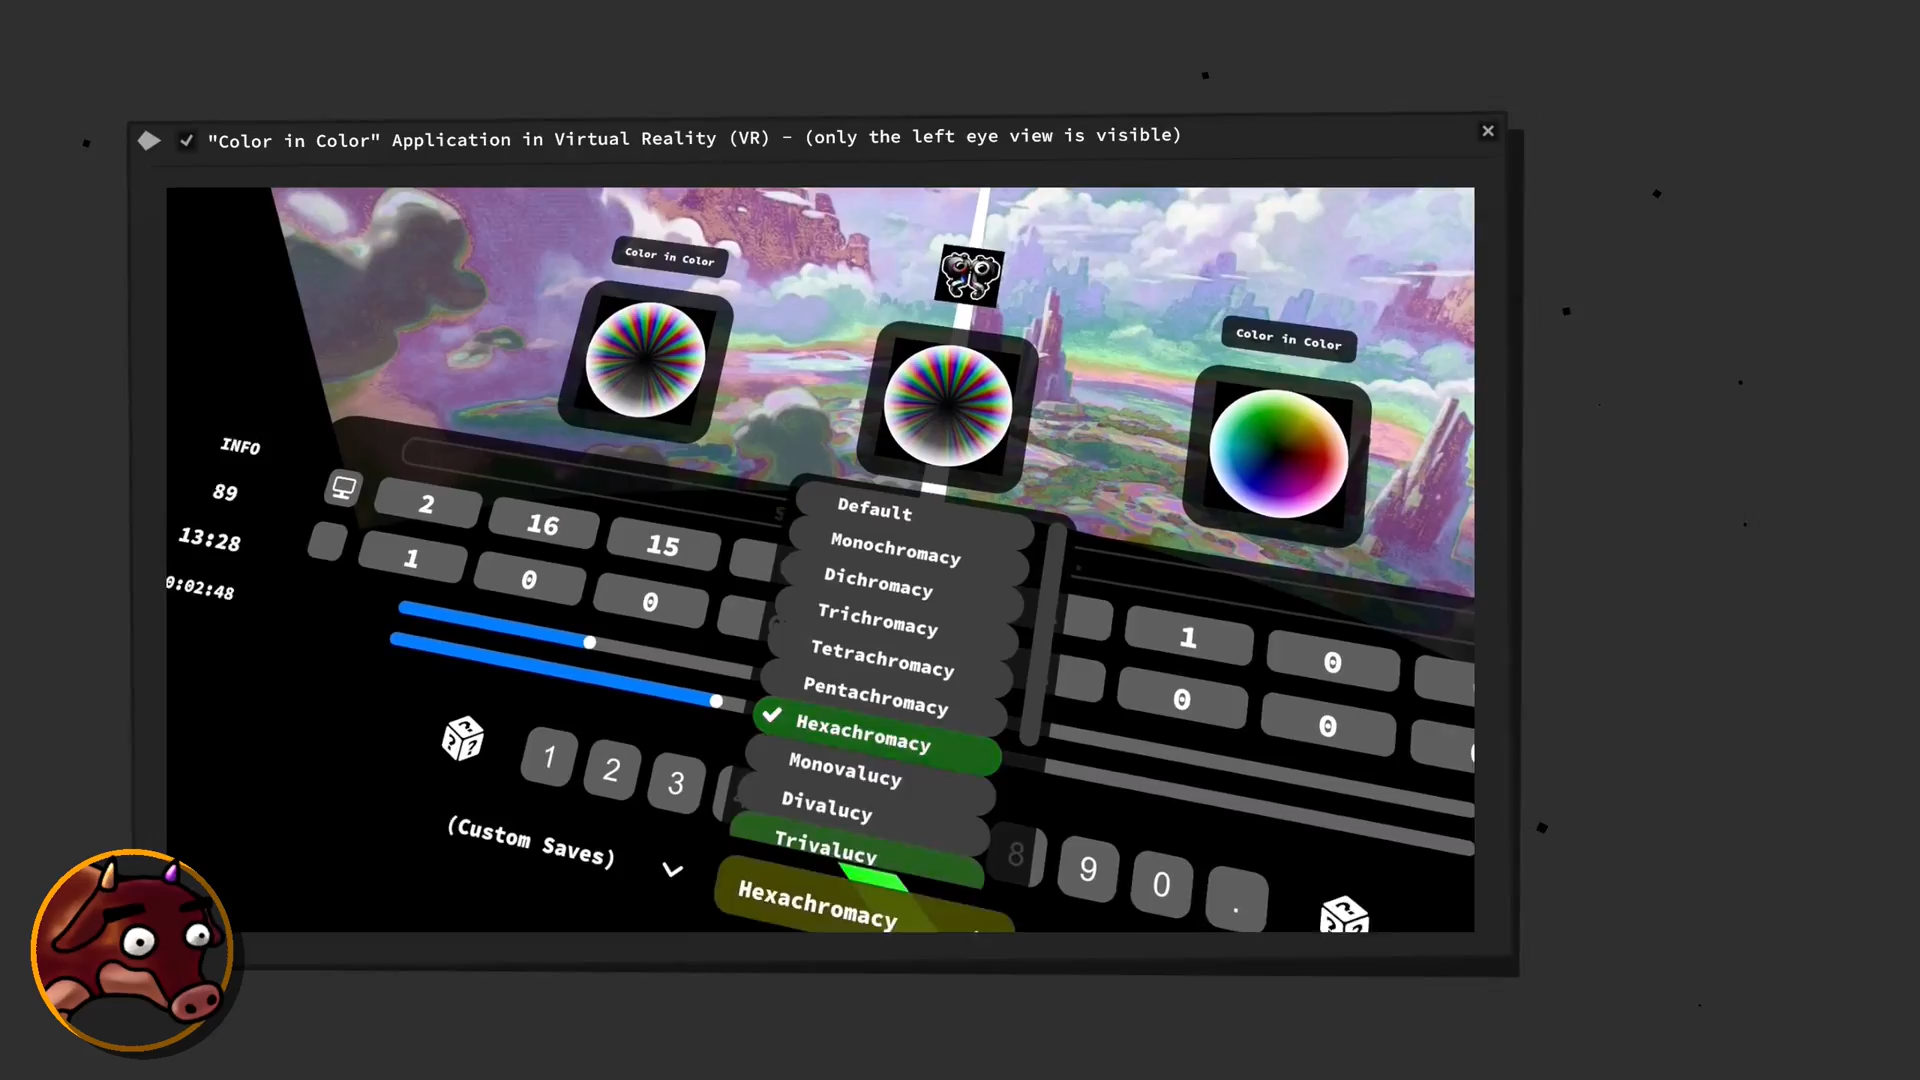 "Color in Color" Application in Virtual Reality (VR) - (only the left eye view is visible)
Color in Color
Color in Color
INFO
89
13:28
0:02:48
2 16 15
1 0 0
1 0
0 0
Default
Monochromacy
Dichromacy
Trichromacy
Tetrachromacy
Pentachromacy
Hexachromacy
Monovalucy
Divalucy
Trivalucy
Hexachromacy
1 2 3 8 9 0 .
(Custom Saves)